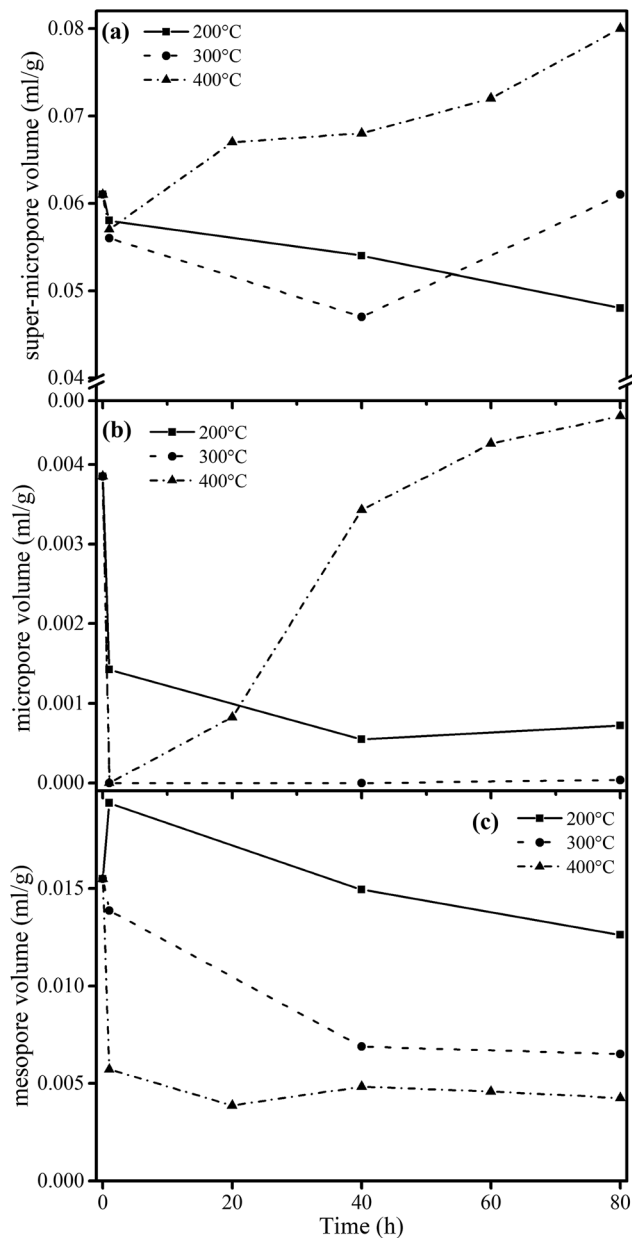 0.08
(a)
200°C
300°C
400°C
0.07
0.06
0.05
0.04
super-micropore volume (ml/g)
0.00
(b)
200°C
300°C
400°C
0.004
0.003
0.002
0.001
0.000
micropore volume (ml/g)
(c)
200°C
300°C
400°C
0.015
0.010
0.005
0.000
mesopore volume (ml/g)
0 20 40 60 80
Time (h)